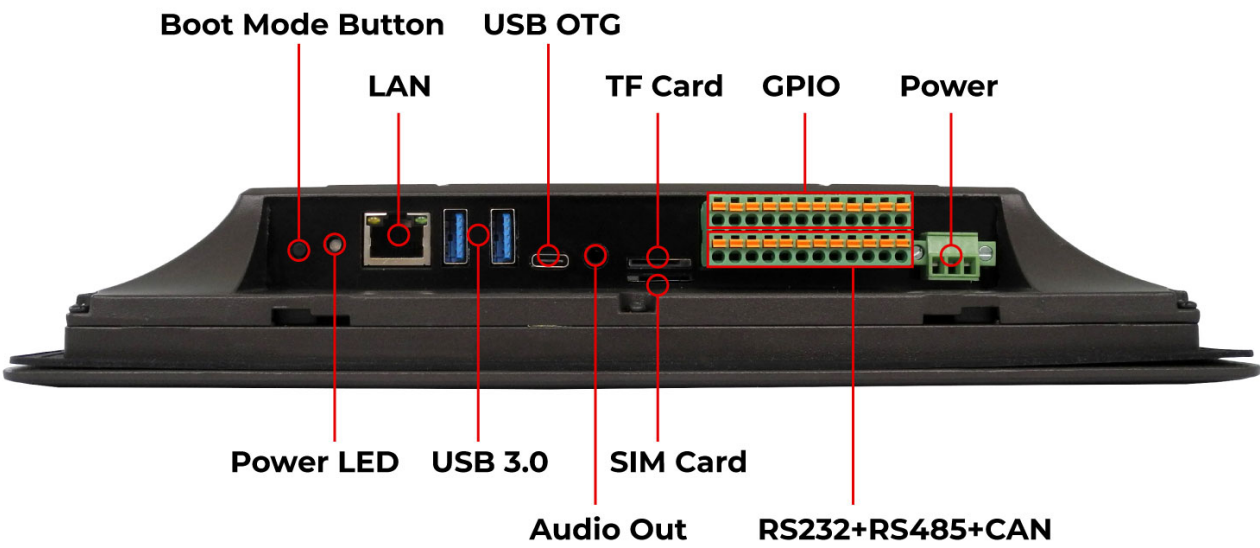 Boot Mode Button
USB OTG
LAN
TF Card
GPIO
Power
Power LED
USB 3.0
SIM Card
Audio Out
RS232+RS485+CAN